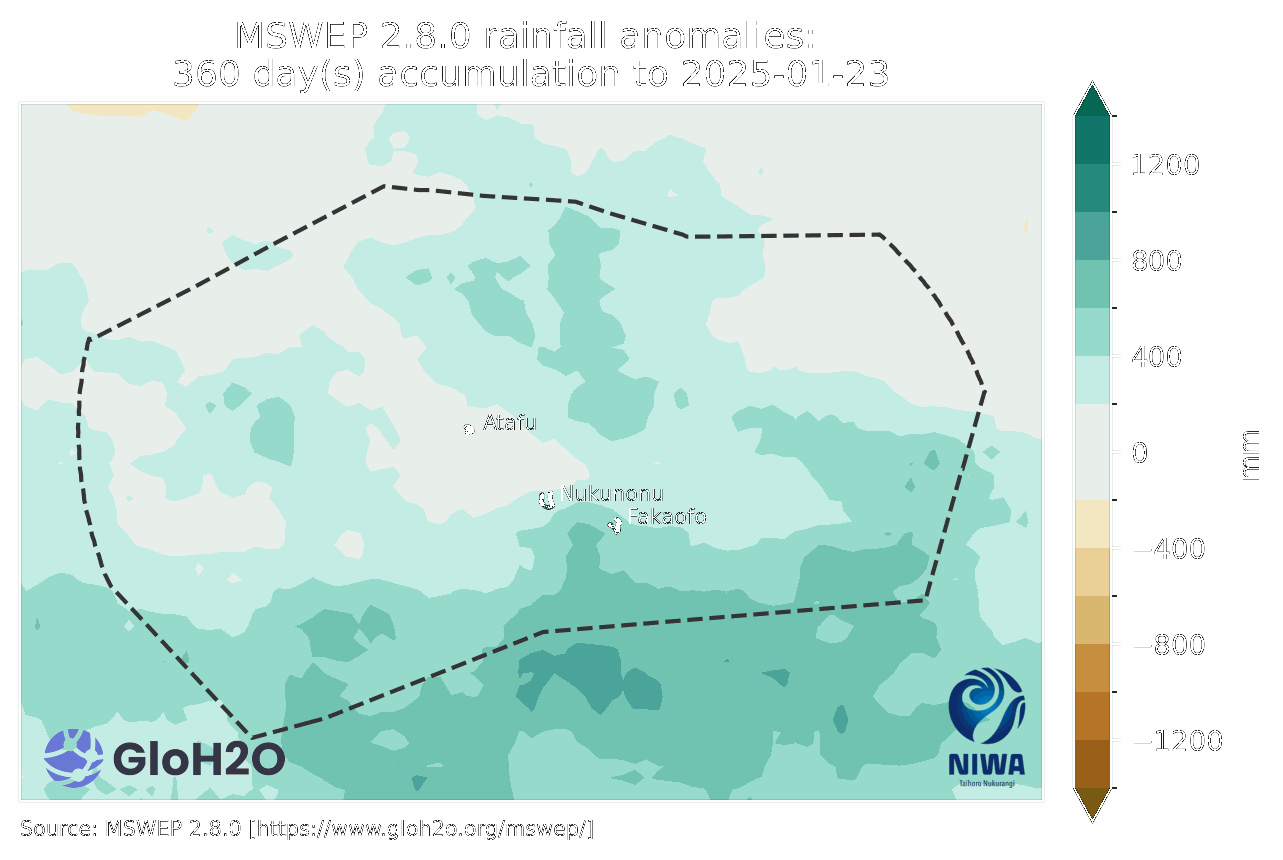 MSWEP 2.8.0 rainfall anomalies:
360 day(s) accumulation to 2025-01-23
1200
800
400
0
−400
−800
−1200
mm
Atafu
Nukunonu
Fakaofo
GloH2O
NIWA
Taihoro Nukurangi
Source: MSWEP 2.8.0 [https://www.gloh2o.org/mswep/]